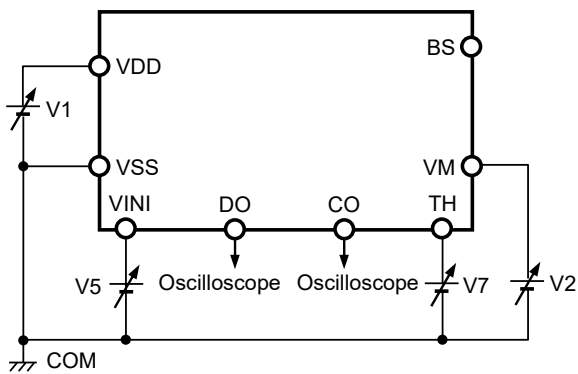 BS
VDD
V1
VSS
VM
VINI
DO
CO
TH
V5
Oscilloscope
Oscilloscope
V7
V2
COM